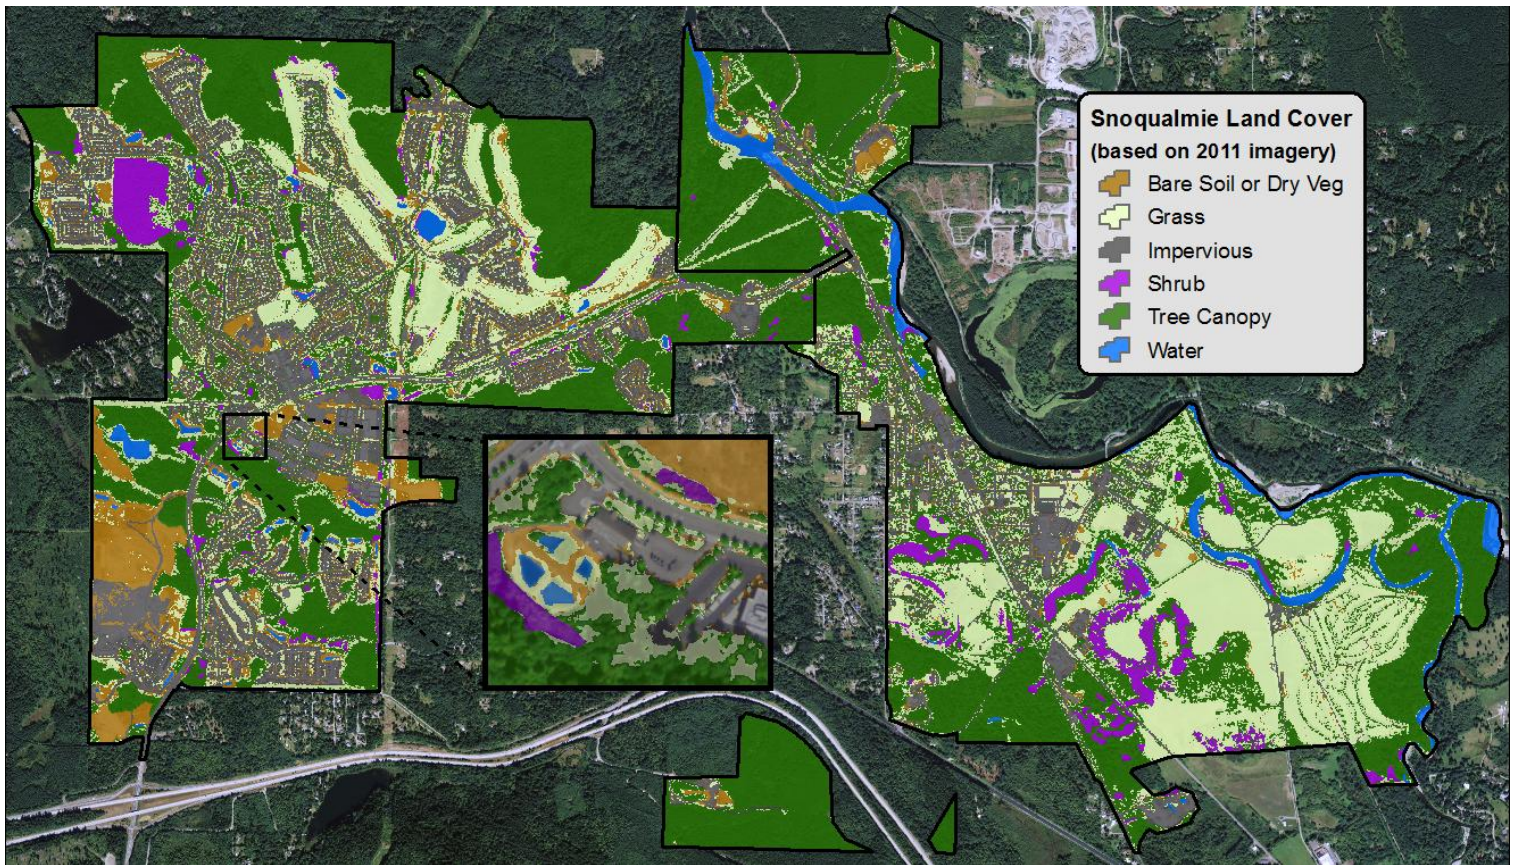 Snoqualmie Land Cover
(based on 2011 imagery)
Bare Soil or Dry Veg
Grass
Impervious
Shrub
Tree Canopy
Water